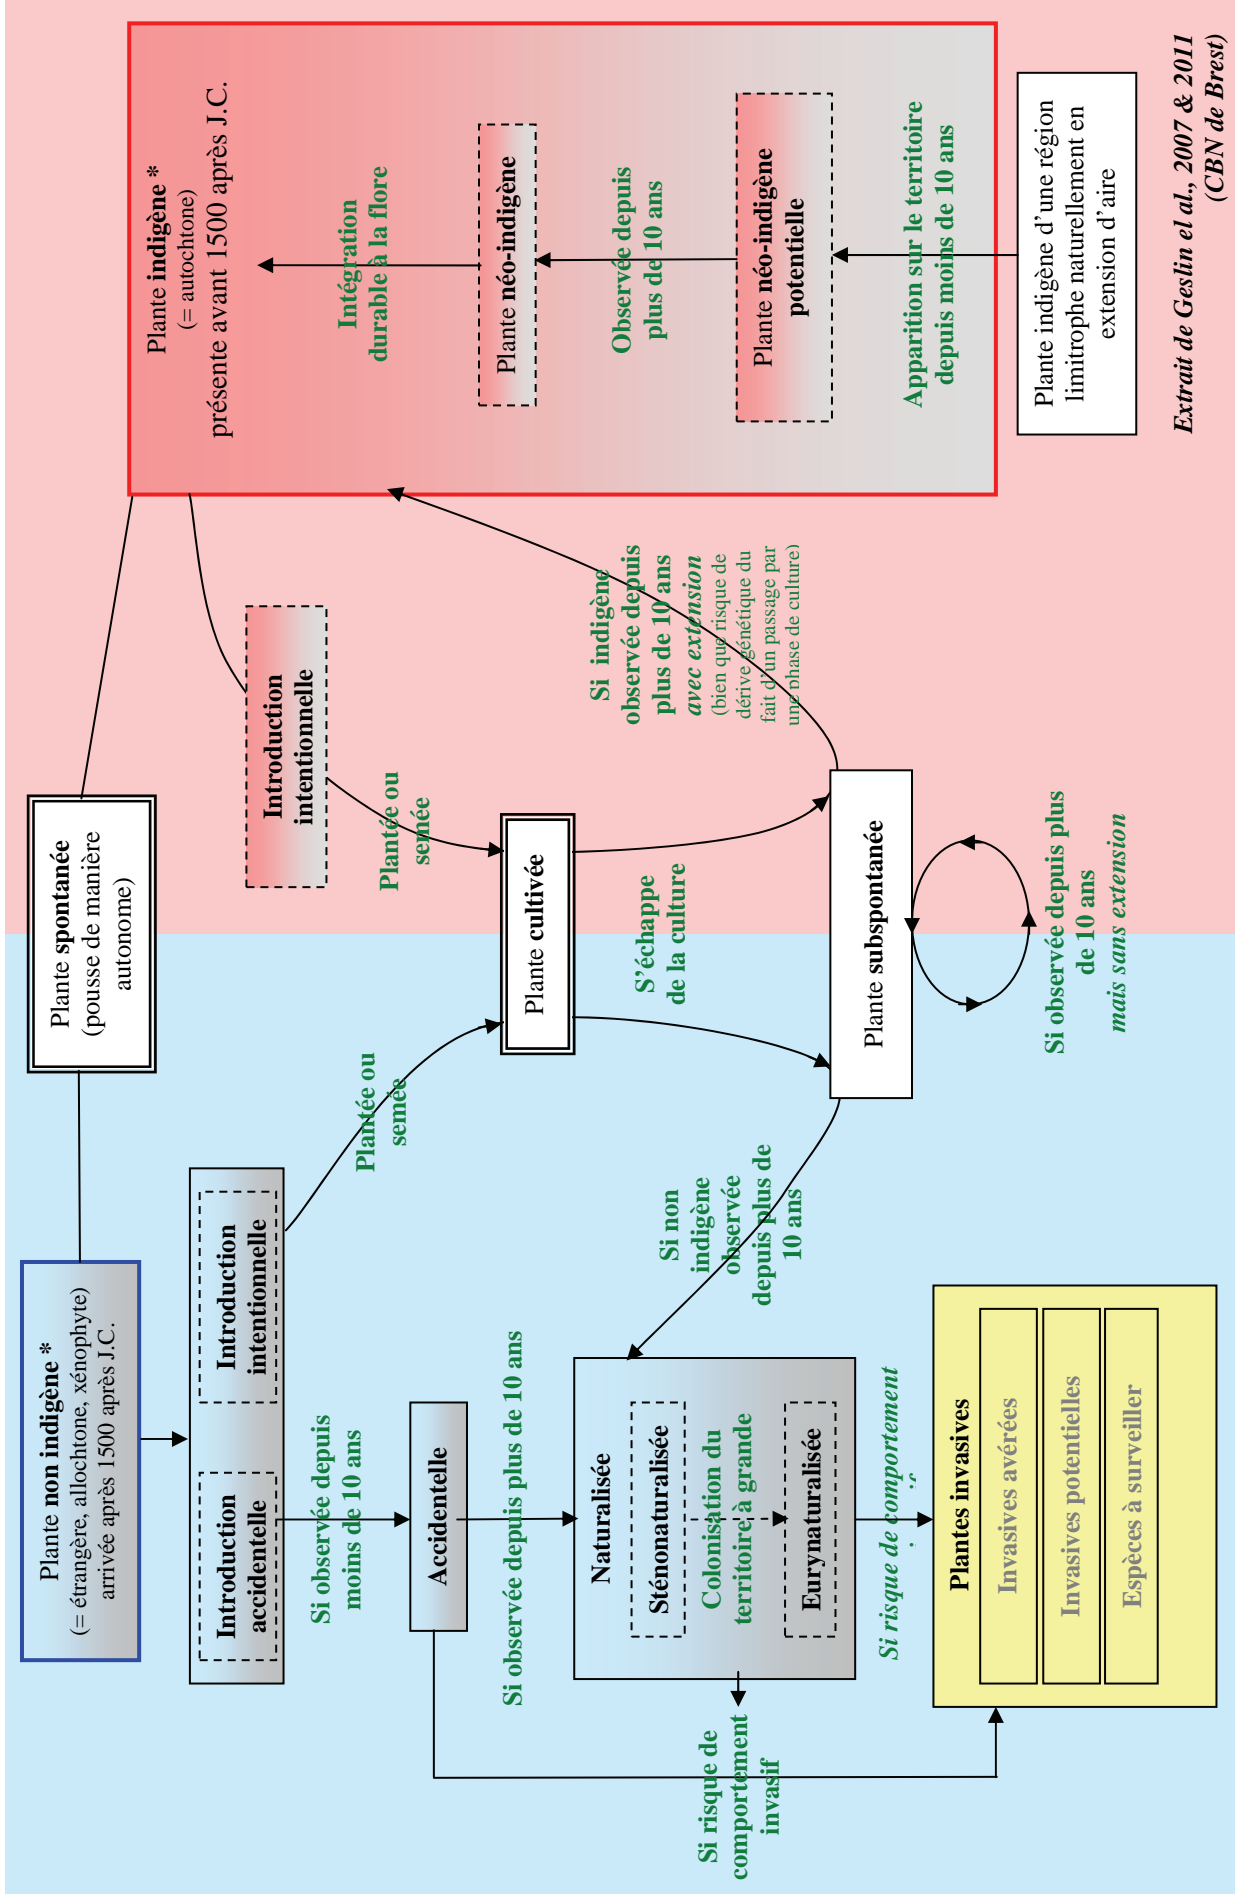 Plante spontanée
(pousse de manière
autonome)
Plante non indigène *
(= étrangère, allochtone, xénophyte)
arrivée après 1500 après J.C.
Introduction
accidentelle
Introduction
intentionnelle
Si observée depuis
moins de 10 ans
Plantée ou
semée
Accidentelle
Si observée depuis plus de 10 ans
Naturalisée
Sténonaturalisée
Colonisation du
territoire à grande
Eurynaturalisée
Si risque de
comportement
invasif
Si risque de comportement
Plantes invasives
Invasives avérées
Invasives potentielles
Espèces à surveiller
Si non
indigène
observée
depuis plus de
10 ans
Plante cultivée
S’échappe
de la culture
Plante subspontanée
Si observée depuis plus
de 10 ans
mais sans extension
Introduction
intentionnelle
Plantée ou
semée
Si indigène
observée depuis
plus de 10 ans
avec extension
(bien que risque de
dérive génétique du
fait d’un passage par
une phase de culture)
Plante indigène *
(= autochtone)
présente avant 1500 après J.C.
Intégration
durable à la flore
Plante néo-indigène
Observée depuis
plus de 10 ans
Plante néo-indigène
potentielle
Apparition sur le territoire
depuis moins de 10 ans
Plante indigène d’une région
limitrophe naturellement en
extension d’aire
Extrait de Geslin el al., 2007 & 2011
(CBN de Brest)